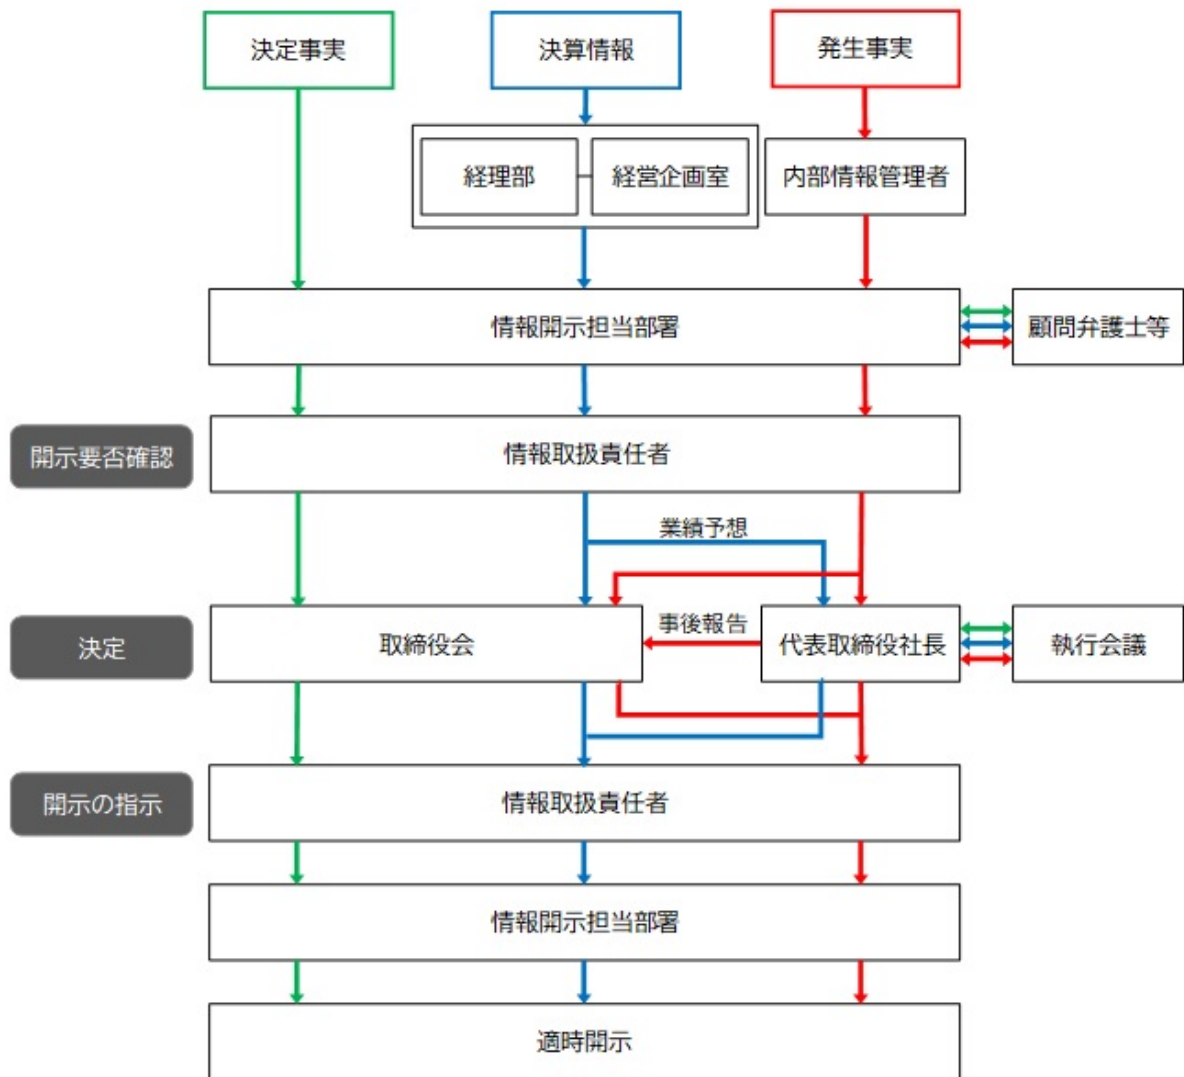 決定事実
決算情報
発生事実
経理部
経営企画室
内部情報管理者
情報開示担当部署
顧問弁護士等
開示要否確認
情報取扱責任者
業績予想
決定
取締役会
事後報告
代表取締役社長
執行会議
開示の指示
情報取扱責任者
情報開示担当部署
適時開示